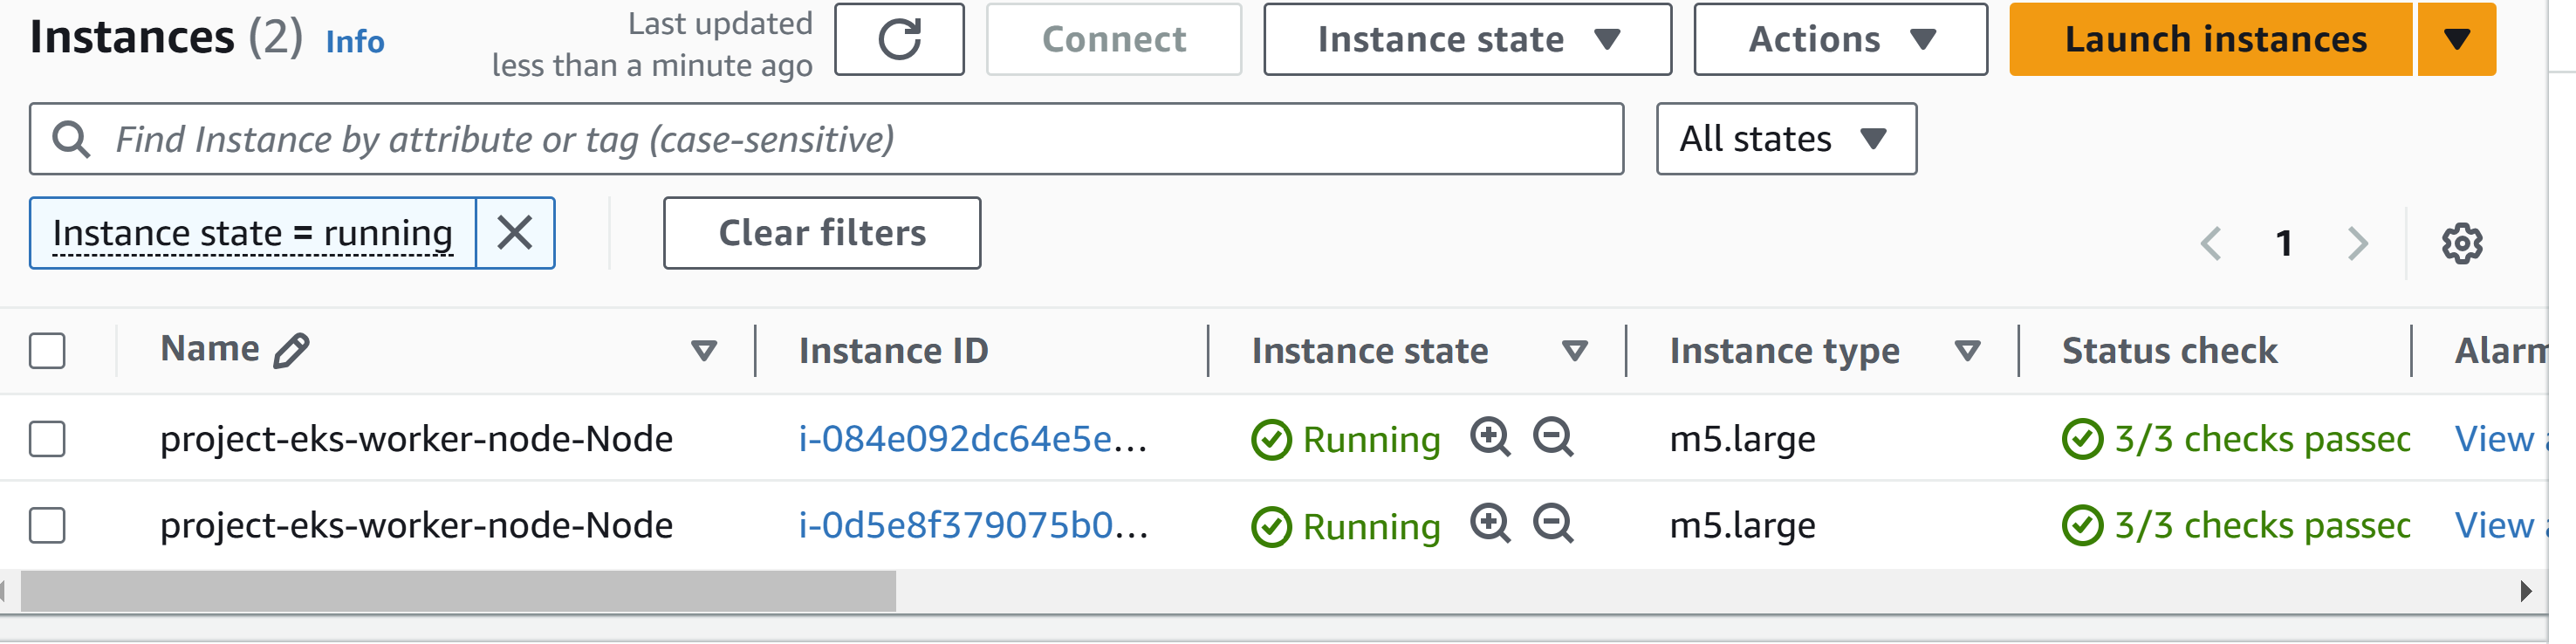 Instances (2) Info
Last updated
less than a minute ago
Connect
Instance state
Actions
Launch instances
Find Instance by attribute or tag (case-sensitive)
All states
Instance state = running
Clear filters
1
Name Instance ID Instance state Instance type Status check Alarm
project-eks-worker-node-Node i-084e092dc64e5e... Running m5.large 3/3 checks passec View
project-eks-worker-node-Node i-0d5e8f379075b0... Running m5.large 3/3 checks passec View